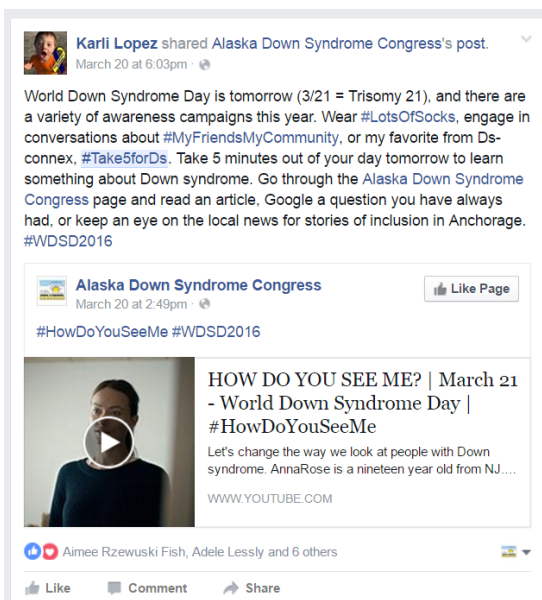 Karli Lopez shared Alaska Down Syndrome Congress's post.
March 20 at 6:03pm ·
World Down Syndrome Day is tomorrow (3/21 = Trisomy 21), and there are
a variety of awareness campaigns this year. Wear #LotsOfSocks, engage in
conversations about #MyFriendsMyCommunity, or my favorite from Ds-
connex, #Take5forDs. Take 5 minutes out of your day tomorrow to learn
something about Down syndrome. Go through the Alaska Down Syndrome
Congress page and read an article, Google a question you have always
had, or keep an eye on the local news for stories of inclusion in Anchorage.
#WDSD2016
Alaska Down Syndrome Congress
Like Page
March 20 at 2:49pm ·
#HowDoYouSeeMe #WDSD2016
HOW DO YOU SEE ME? | March 21
- World Down Syndrome Day |
#HowDoYouSeeMe
Let's change the way we look at people with Down
syndrome. AnnaRose is a nineteen year old from NJ....
WWW.YOUTUBE.COM
Aimee Rzewuski Fish, Adele Lessly and 6 others
Like Comment Share